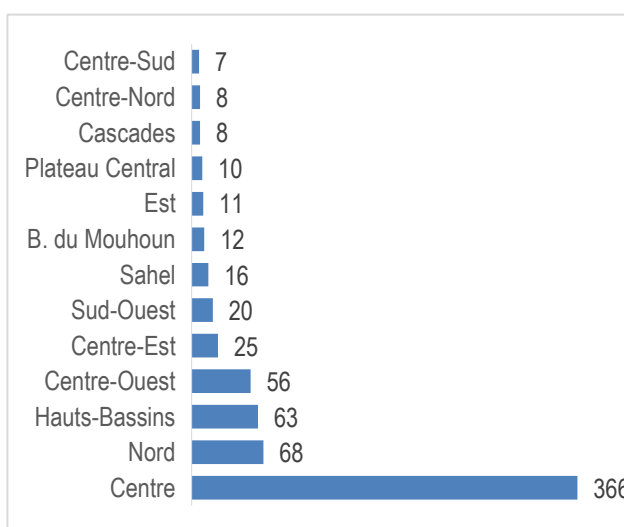 Centre-Sud 7
Centre-Nord 8
Cascades 8
Plateau Central 10
Est 11
B. du Mouhoun 12
Sahel 16
Sud-Ouest 20
Centre-Est 25
Centre-Ouest 56
Hauts-Bassins 63
Nord 68
Centre 366